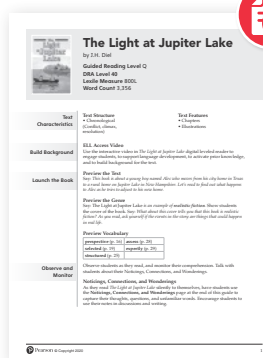 The Light at Jupiter Lake
by J.H. Diel
Guided Reading Level Q
DRA Level 40
Lexile Measure 800L
Word Count 3,356
Text
Characteristics
Text Structure
• Chronological
(Conflict, climax,
resolution)
Text Features
• Chapters
• Illustrations
Build Background
ELL Access Video
Use the interactive video in The Light at Jupiter Lake digital leveled reader to
engage students, to support language development, to activate prior knowledge,
and to build background for the text.
Launch the Book
Preview the Text
Say: This book is about a young boy named Alex who moves from his city home in Texas
to a rural home on Jupiter Lake in New Hampshire. Let's read to find out what happens
to Alex as he tries to adjust to his new home.
Preview the Genre
Say: The Light at Jupiter Lake is an example of realistic fiction. Show students
the cover of the book. Say: What about this cover tells you that this book is realistic
fiction? As you read, ask yourself if the events in the story are things that could happen
in real life.
Preview Vocabulary
perspective (p. 16)
access (p. 28)
selected (p. 19)
expertly (p. 29)
structured (p. 25)
Observe and
Monitor
Observe students as they read, and monitor their comprehension. Talk with
students about their Noticings, Connections, and Wonderings.
Noticings, Connections, and Wonderings
As they read The Light at Jupiter Lake silently to themselves, have students use
the Noticings, Connections, and Wonderings page at the end of this guide to
capture their thoughts, questions, and unfamiliar words. Encourage students to
use their notes in discussions and writing.
Pearson © Copyright 2020
1